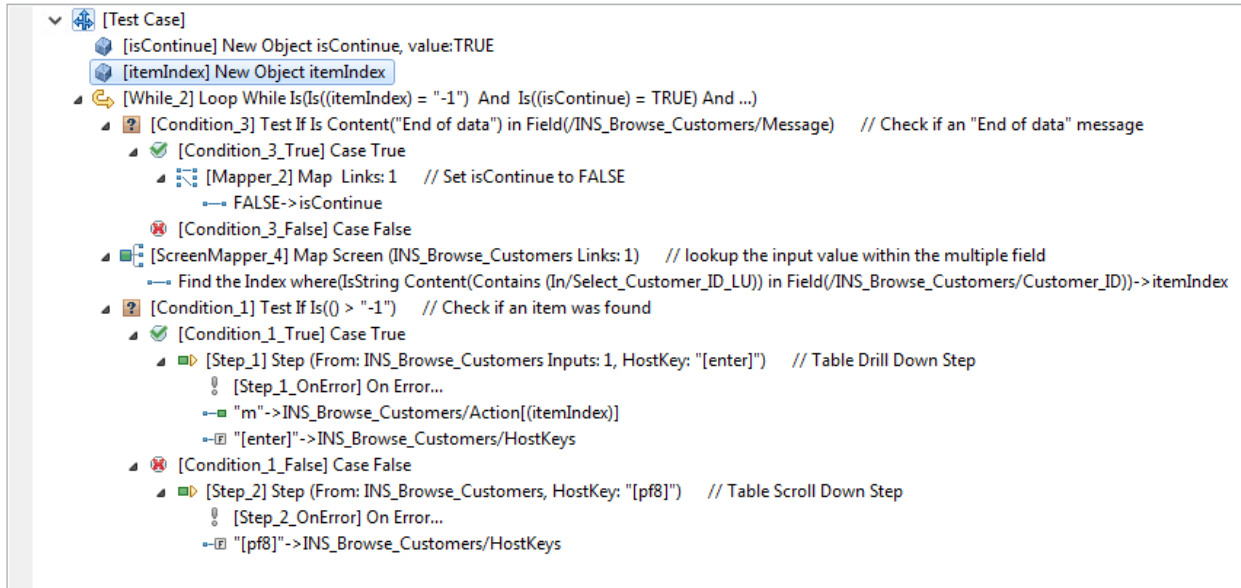 [Test Case]
[isContinue] New Object isContinue, value:TRUE
[itemIndex] New Object itemIndex
[While_2] Loop While Is(Is((itemIndex) = "-1") And Is((isContinue) = TRUE) And ...)
[Condition_3] Test If Is Content("End of data") in Field(/INS_Browse_Customers/Message) // Check if an "End of data" message
[Condition_3_True] Case True
[Mapper_2] Map Links: 1 // Set isContinue to FALSE
FALSE->isContinue
[Condition_3_False] Case False
[ScreenMapper_4] Map Screen (INS_Browse_Customers Links: 1) // lookup the input value within the multiple field
Find the Index where(IsString Content(Contains (In/Select_Customer_ID_LU)) in Field(/INS_Browse_Customers/Customer_ID))->itemIndex
[Condition_1] Test If Is(() > "-1") // Check if an item was found
[Condition_1_True] Case True
[Step_1] Step (From: INS_Browse_Customers Inputs: 1, HostKey: "[enter]") // Table Drill Down Step
[Step_1_OnError] On Error...
"m"->INS_Browse_Customers/Action[(itemIndex)]
"[enter]"->INS_Browse_Customers/HostKeys
[Condition_1_False] Case False
[Step_2] Step (From: INS_Browse_Customers, HostKey: "[pf8]") // Table Scroll Down Step
[Step_2_OnError] On Error...
"[pf8]"->INS_Browse_Customers/HostKeys